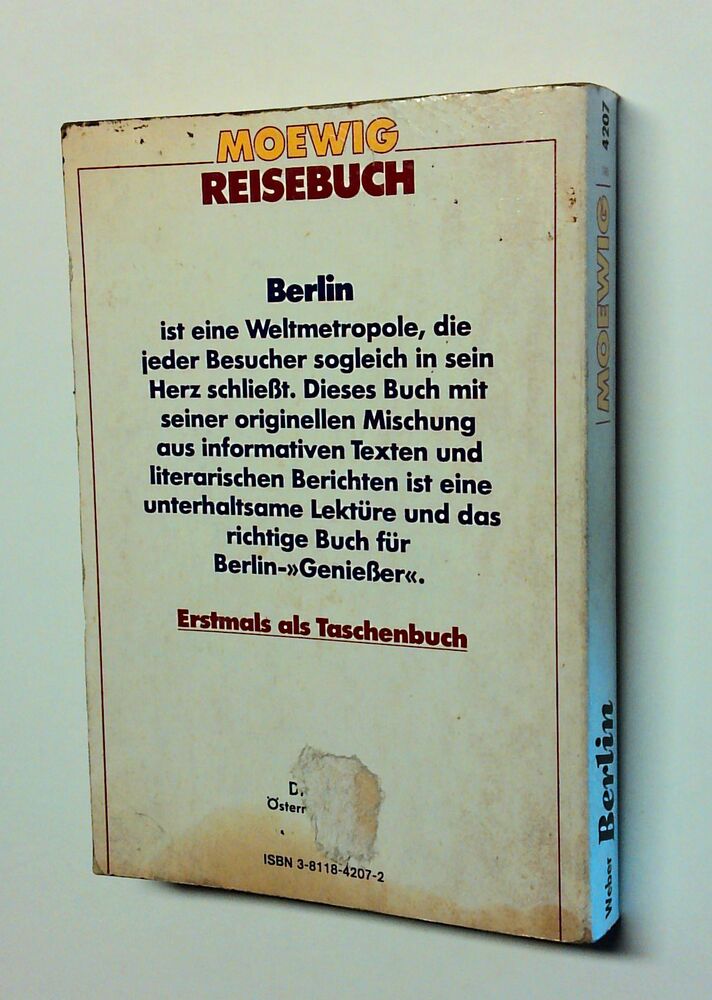 MOEWIG
REISEBUCH
Berlin
ist eine Weltmetropole, die
jeder Besucher sogleich in sein
Herz schließt. Dieses Buch mit
seiner originellen Mischung
aus informativen Texten und
literarischen Berichten ist eine
unterhaltsame Lektüre und das
richtige Buch für
Berlin-»Genießer«.
Erstmals als Taschenbuch
ISBN 3-8118-4207-2
Weber Berlin MOEWIG 4207